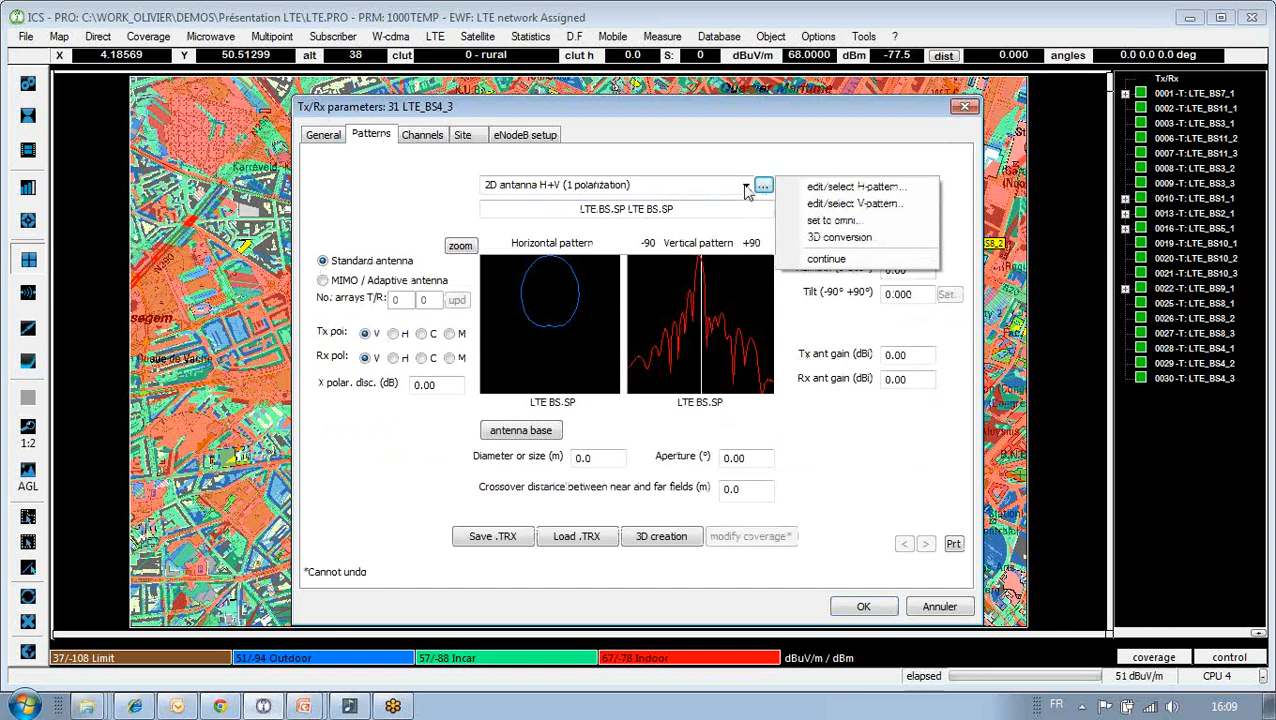 ICS - PRO: C:\WORK_OLIVIER\DEMOS\Présentation LTE\LTE.PRO - PRM: 1000TEMP - EWF: LTE network Assigned
File Map Direct Coverage Microwave Multipoint Subscriber W-cdma LTE Satellite Statistics D.F Mobile Measure Database Object Options Tools ?
X 4.18569 Y 50.51299 alt 38 clut 0 - rural clut h 0.0 S: 0 dBuV/m 68.0000 dBm -77.5 dist 0.000 angles 0.0 0.0 0.0 deg
Tx/Rx
0001 -T: LTE_BS7_1
0002 -T: LTE_BS11_1
0003 -T: LTE_BS3_1
0006 -T: LTE_BS11_2
0007 -T: LTE_BS11_3
0008 -T: LTE_BS3_2
0009 -T: LTE_BS3_3
0010 -T: LTE_BS1_1
0013 -T: LTE_BS2_1
0016 -T: LTE_BS5_1
0019 -T: LTE_BS10_1
0020 -T: LTE_BS10_2
0021 -T: LTE_BS10_3
0022 -T: LTE_BS9_1
0025 -T: LTE_BS8_1
0026 -T: LTE_BS8_2
0027 -T: LTE_BS8_3
0028 -T: LTE_BS4_1
0029 -T: LTE_BS4_2
0030 -T: LTE_BS4_3
Tx/Rx parameters: 31 LTE_BS4_3
General Patterns Channels Site eNodeB setup
2D antenna H+V (1 polarization) ...
LTE.BS.SP LTE BS.SP
edit/select H-pattern...
edit/select V-pattern...
set to omni...
3D conversion
continue
zoom Horizontal pattern -90 Vertical pattern +90
Standard antenna
MIMO / Adaptive antenna
No. arrays T/R: 0 0 upd
Tx pol: V H C M
Rx pol: V H C M
X polar. disc. (dB) 0.00
0.00
Tilt (-90° +90°) 0.000 Set
Tx ant gain (dBi) 0.00
Rx ant gain (dBi) 0.00
LTE BS.SP LTE BS.SP
antenna base
Diameter or size (m) 0.0 Aperture (°) 0.00
Crossover distance between near and far fields (m) 0.0
Save .TRX Load .TRX 3D creation modify coverage*
< > Prt
*Cannot undo
OK Annuler
1:2
AGL
Karreveld
segem
37/-108 Limit 51/-94 Outdoor 57/-88 Incar 67/-78 Indoor dBuV/m / dBm coverage control
elapsed 51 dBuV/m CPU 4
FR 16:09